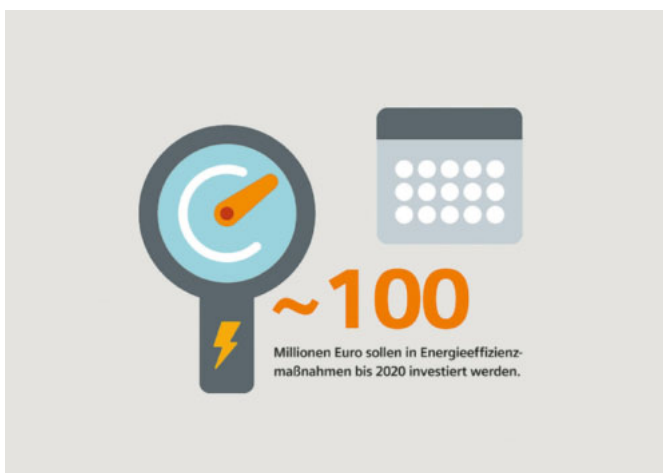 ~100
Millionen Euro sollen in Energieeffizienz-
maßnahmen bis 2020 investiert werden.